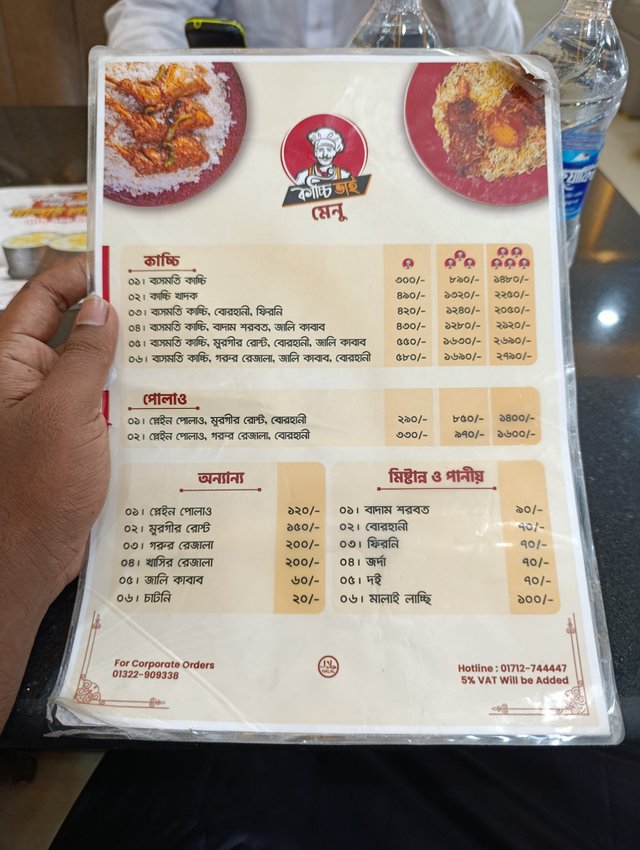 কাচ্চি ভাই
মেনু
কাচ্চি
০১। বাসমতি কাচ্চি ৩০০/- ৮৯০/- ১৪৮০/-
০২। কাচ্চি খাদক ৪৯০/- ১৩২০/- ২২৫০/-
০৩। বাসমতি কাচ্চি, বোরহানী, ফিরনি ৪২০/- ১২৪০/- ২০৫০/-
০৪। বাসমতি কাচ্চি, বাদাম শরবত, জালি কাবাব ৪৩০/- ১২৮০/- ২১২০/-
০৫। বাসমতি কাচ্চি, মুরগীর রোস্ট, বোরহানী, জালি কাবাব ৫৫০/- ১৬৩০/- ২৬৯০/-
০৬। বাসমতি কাচ্চি, গরুর রেজালা, জালি কাবাব, বোরহানী ৫৮০/- ১৬৯০/- ২৭৯০/-
পোলাও
০১। প্লেইন পোলাও, মুরগীর রোস্ট, বোরহানী ২৯০/- ৮৫০/- ১৪০০/-
০২। প্লেইন পোলাও, গরুর রেজালা, বোরহানী ৩৩০/- ৯৭০/- ১৬০০/-
অন্যান্য
০১। প্লেইন পোলাও ১২০/-
০২। মুরগীর রোস্ট ১৫০/-
০৩। গরুর রেজালা ২০০/-
০৪। খাসির রেজালা ২০০/-
০৫। জালি কাবাব ৬০/-
০৬। চাটনি ২০/-
মিষ্টান্ন ও পানীয়
০১। বাদাম শরবত ৯০/-
০২। বোরহানী ৭০/-
০৩। ফিরনি ৭০/-
০৪। জর্দা ৭০/-
০৫। দই ৭০/-
০৬। মালাই লাচ্ছি ১০০/-
For Corporate Orders
01322-909338
حلال
HALAL
Hotline : 01712-744447
5% VAT Will be Added